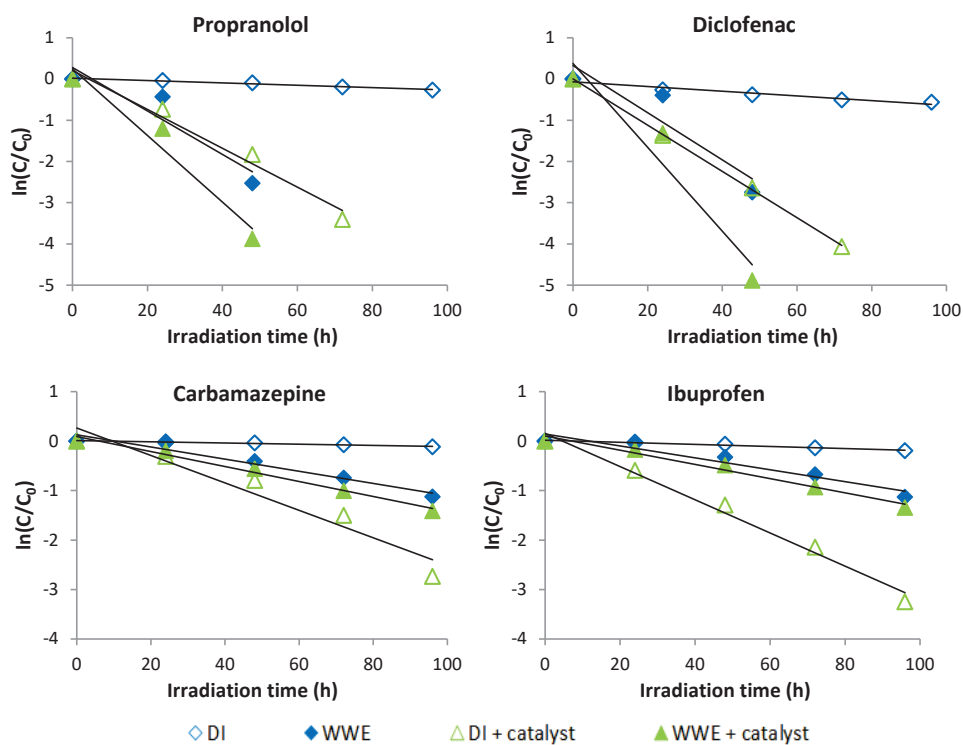 Propranolol
1
0
-1
-2
-3
-4
-5
ln(C/C0)
0 20 40 60 80 100
Irradiation time (h)
Diclofenac
1
0
-1
-2
-3
-4
-5
ln(C/C0)
0 20 40 60 80 100
Irradiation time (h)
Carbamazepine
1
0
-1
-2
-3
-4
ln(C/C0)
0 20 40 60 80 100
Irradiation time (h)
Ibuprofen
1
0
-1
-2
-3
-4
ln(C/C0)
0 20 40 60 80 100
Irradiation time (h)
DI WWE DI + catalyst WWE + catalyst